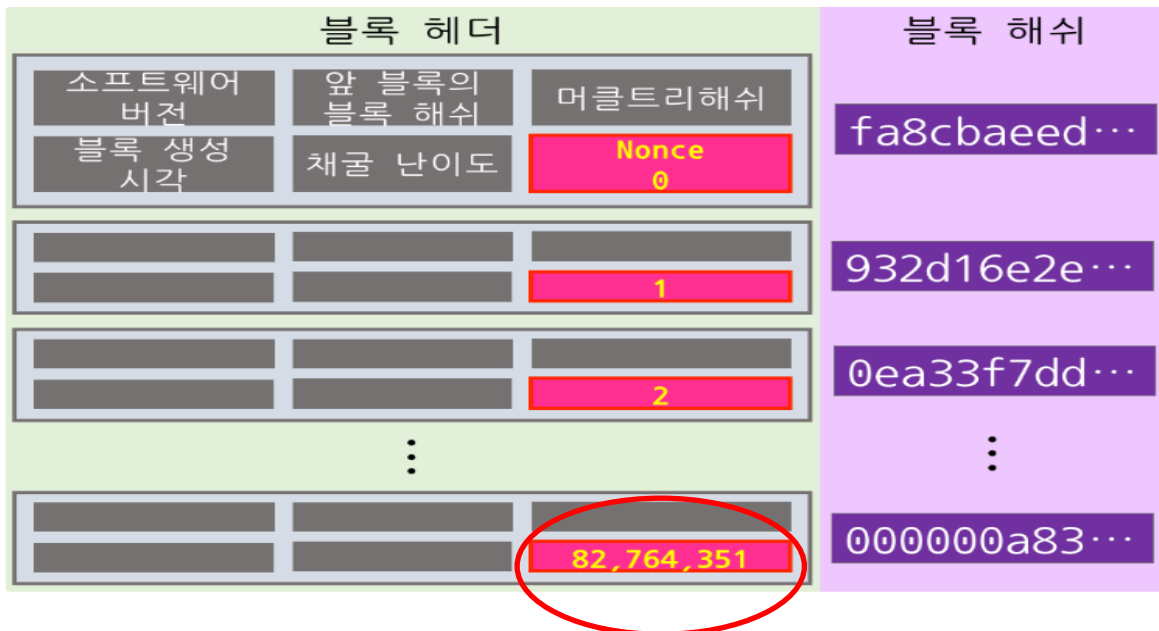 블록 헤더
블록 해쉬
소프트웨어
버전
앞 블록의
블록 해쉬
머클트리해쉬
블록 생성
시각
채굴 난이도
Nonce
0
fa8cbaeed…
1
932d16e2e…
2
0ea33f7dd…
⋮
⋮
82,764,351
000000a83…